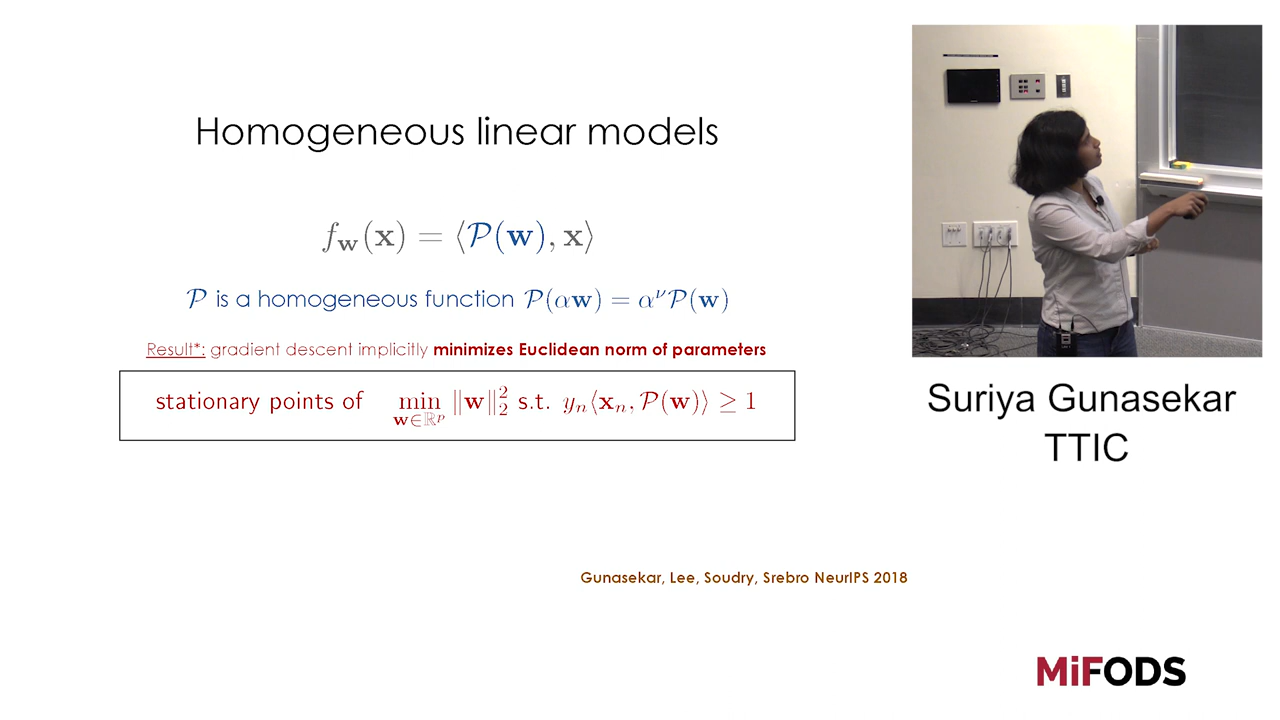 Homogeneous linear models
f_w(x) = ⟨𝒫(w), x⟩
𝒫 is a homogeneous function 𝒫(αw) = α^ν 𝒫(w)
Result*: gradient descent implicitly minimizes Euclidean norm of parameters
stationary points of min_{w∈ℝ^p} ‖w‖₂² s.t. y_n⟨x_n, 𝒫(w)⟩ ≥ 1
Gunasekar, Lee, Soudry, Srebro NeurIPS 2018
Suriya Gunasekar
TTIC
MiFODS